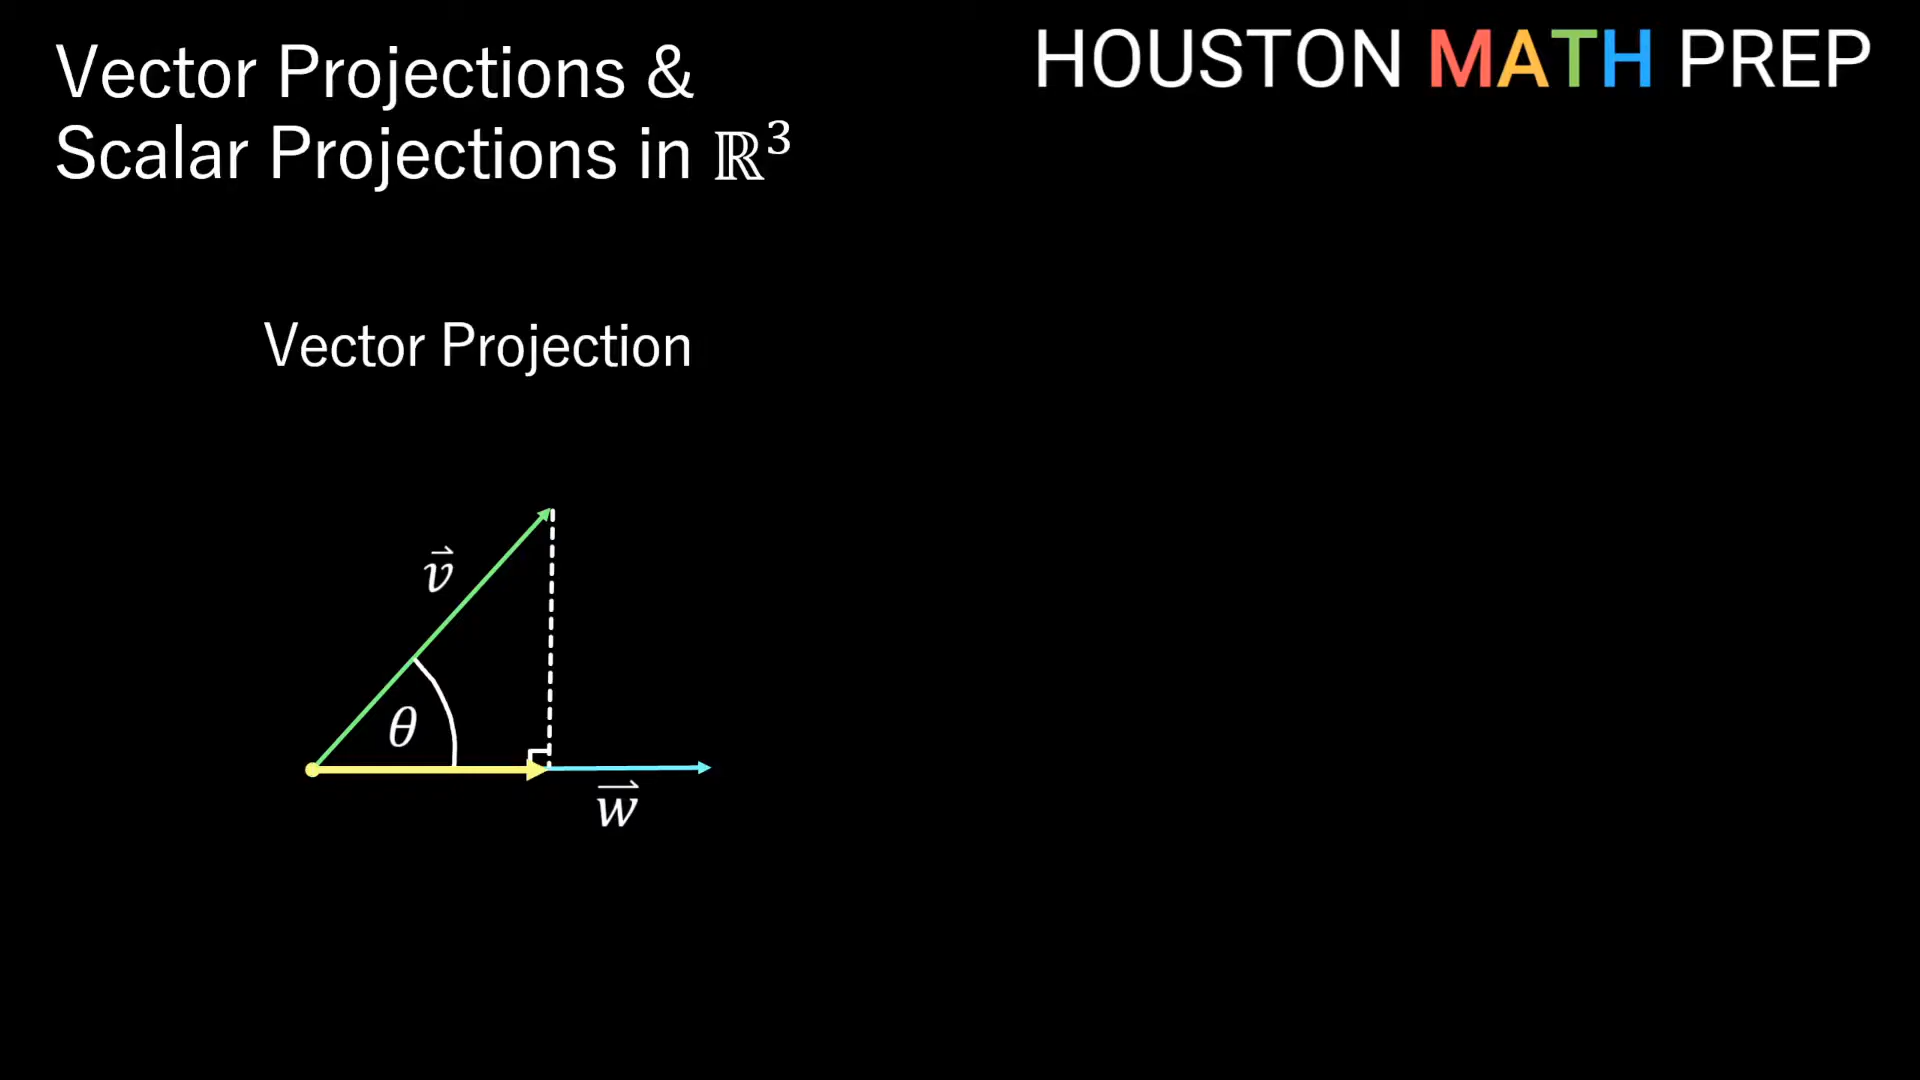 Vector Projections &
Scalar Projections in ℝ³
HOUSTON MATH PREP
Vector Projection
v⃗
θ
w⃗